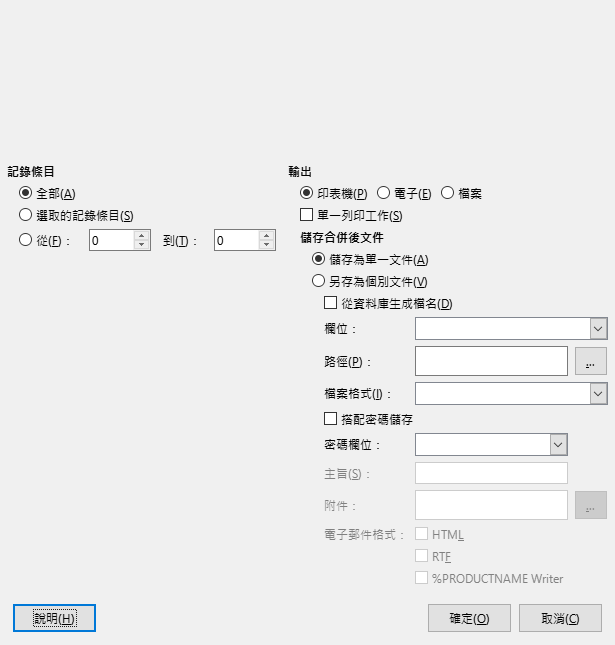 記錄條目
全部(A)
選取的記錄條目(S)
從(F)： 0 到(T)： 0
輸出
印表機(P) 電子(E) 檔案
單一列印工作(S)
儲存合併後文件
儲存為單一文件(A)
另存為個別文件(V)
從資料庫生成檔名(D)
欄位：
路徑(P)： ...
檔案格式(I)：
搭配密碼儲存
密碼欄位：
主旨(S)：
附件： ...
電子郵件格式： HTML
RTF
%PRODUCTNAME Writer
說明(H) 確定(O) 取消(C)